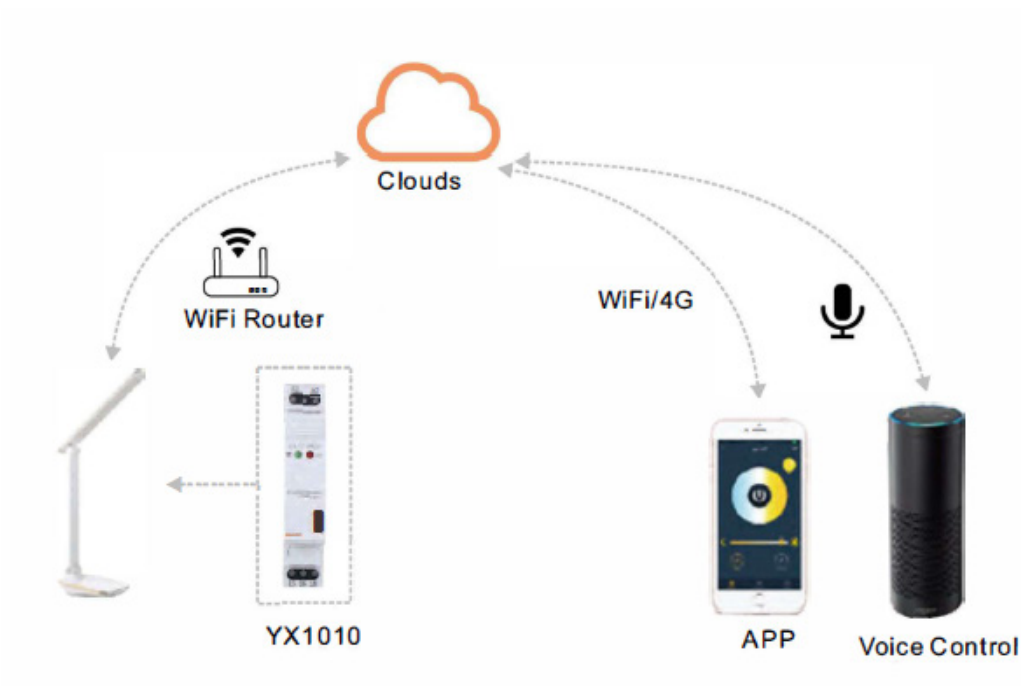 Clouds
WiFi Router
WiFi/4G
YX1010
APP
Voice Control